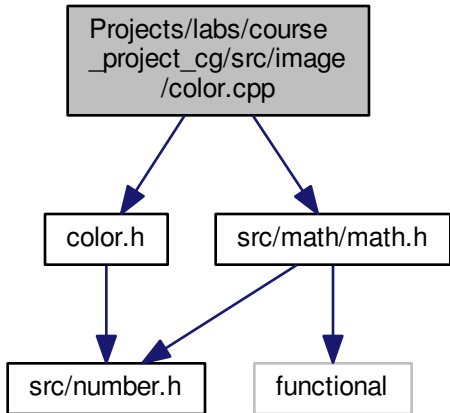 Projects/labs/course
_project_cg/src/image
/color.cpp
color.h
src/math/math.h
src/number.h
functional